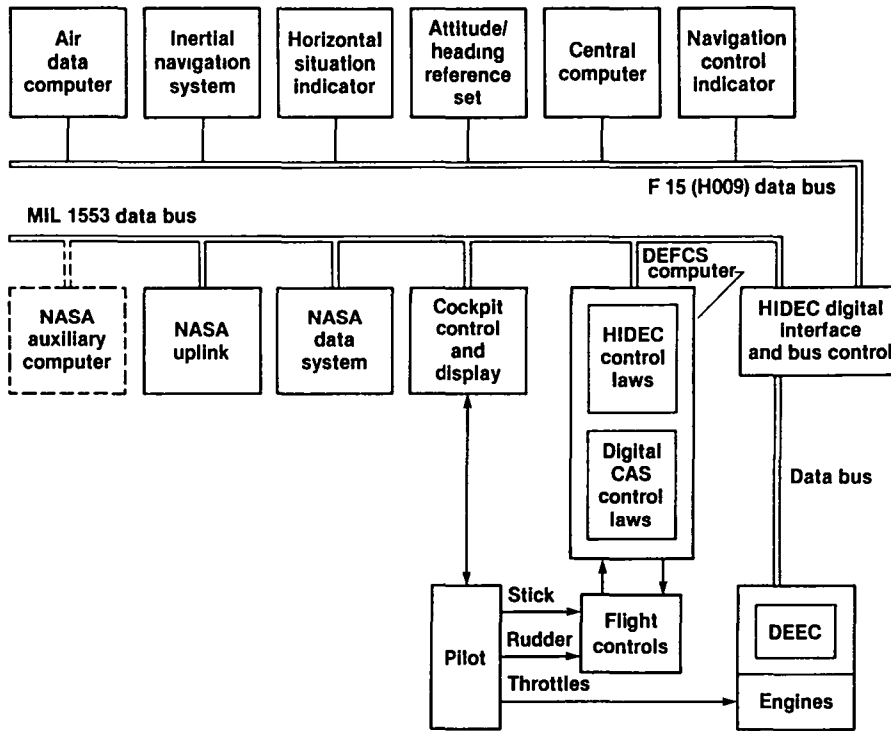 Air
data
computer
Inertial
navigation
system
Horizontal
situation
indicator
Attitude/
heading
reference
set
Central
computer
Navigation
control
indicator
F 15 (H009) data bus
MIL 1553 data bus
DEFCS
computer
NASA
auxiliary
computer
NASA
uplink
NASA
data
system
Cockpit
control
and
display
HIDEC
control
laws
Digital
CAS
control
laws
HIDEC digital
interface
and bus control
Data bus
Pilot
Stick
Rudder
Throttles
Flight
controls
DEEC
Engines